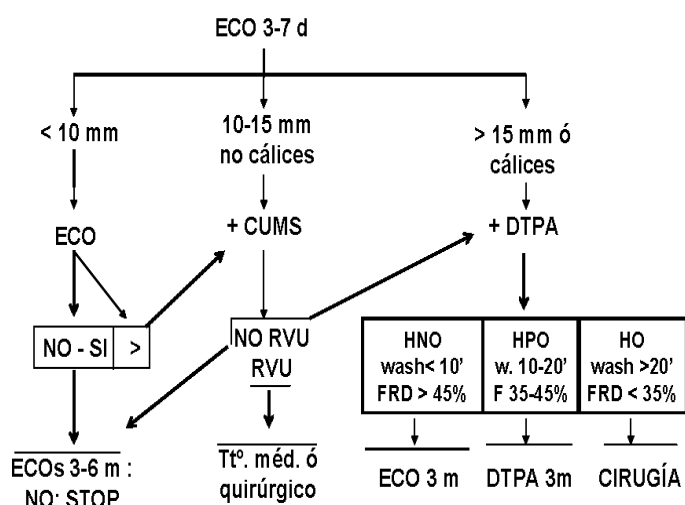 ECO 3-7 d
< 10 mm
10-15 mm
no cálices
> 15 mm ó
cálices
ECO
+ CUMS
+ DTPA
NO - SI
>
NO RVU
RVU
HNO
wash< 10'
FRD > 45%
HPO
w. 10-20'
F 35-45%
HO
wash >20'
FRD < 35%
ECOs 3-6 m :
NO: STOP
Ttº. méd. ó
quirúrgico
ECO 3 m
DTPA 3m
CIRUGÍA